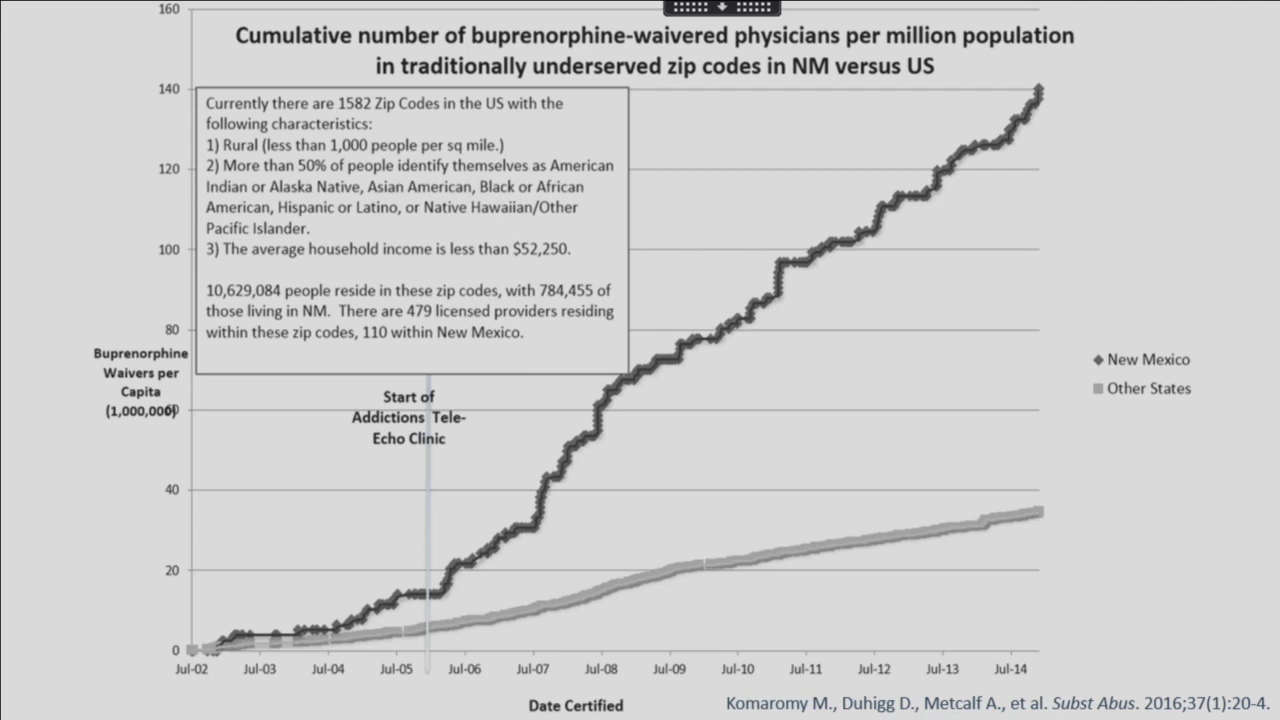 160
Cumulative number of buprenorphine-waivered physicians per million population
in traditionally underserved zip codes in NM versus US
140
Currently there are 1582 Zip Codes in the US with the
following characteristics:
1) Rural (less than 1,000 people per sq mile.)
2) More than 50% of people identify themselves as American
Indian or Alaska Native, Asian American, Black or African
American, Hispanic or Latino, or Native Hawaiian/Other
Pacific Islander.
3) The average household income is less than $52,250.
10,629,084 people reside in these zip codes, with 784,455 of
those living in NM. There are 479 licensed providers residing
within these zip codes, 110 within New Mexico.
120
100
80
Buprenorphine
Waivers per
Capita
(1,000,000)
60
Start of
Addictions Tele-
Echo Clinic
New Mexico
Other States
40
20
0
Jul-02 Jul-03 Jul-04 Jul-05 Jul-06 Jul-07 Jul-08 Jul-09 Jul-10 Jul-11 Jul-12 Jul-13 Jul-14
Date Certified
Komaromy M., Duhigg D., Metcalf A., et al. Subst Abus. 2016;37(1):20-4.